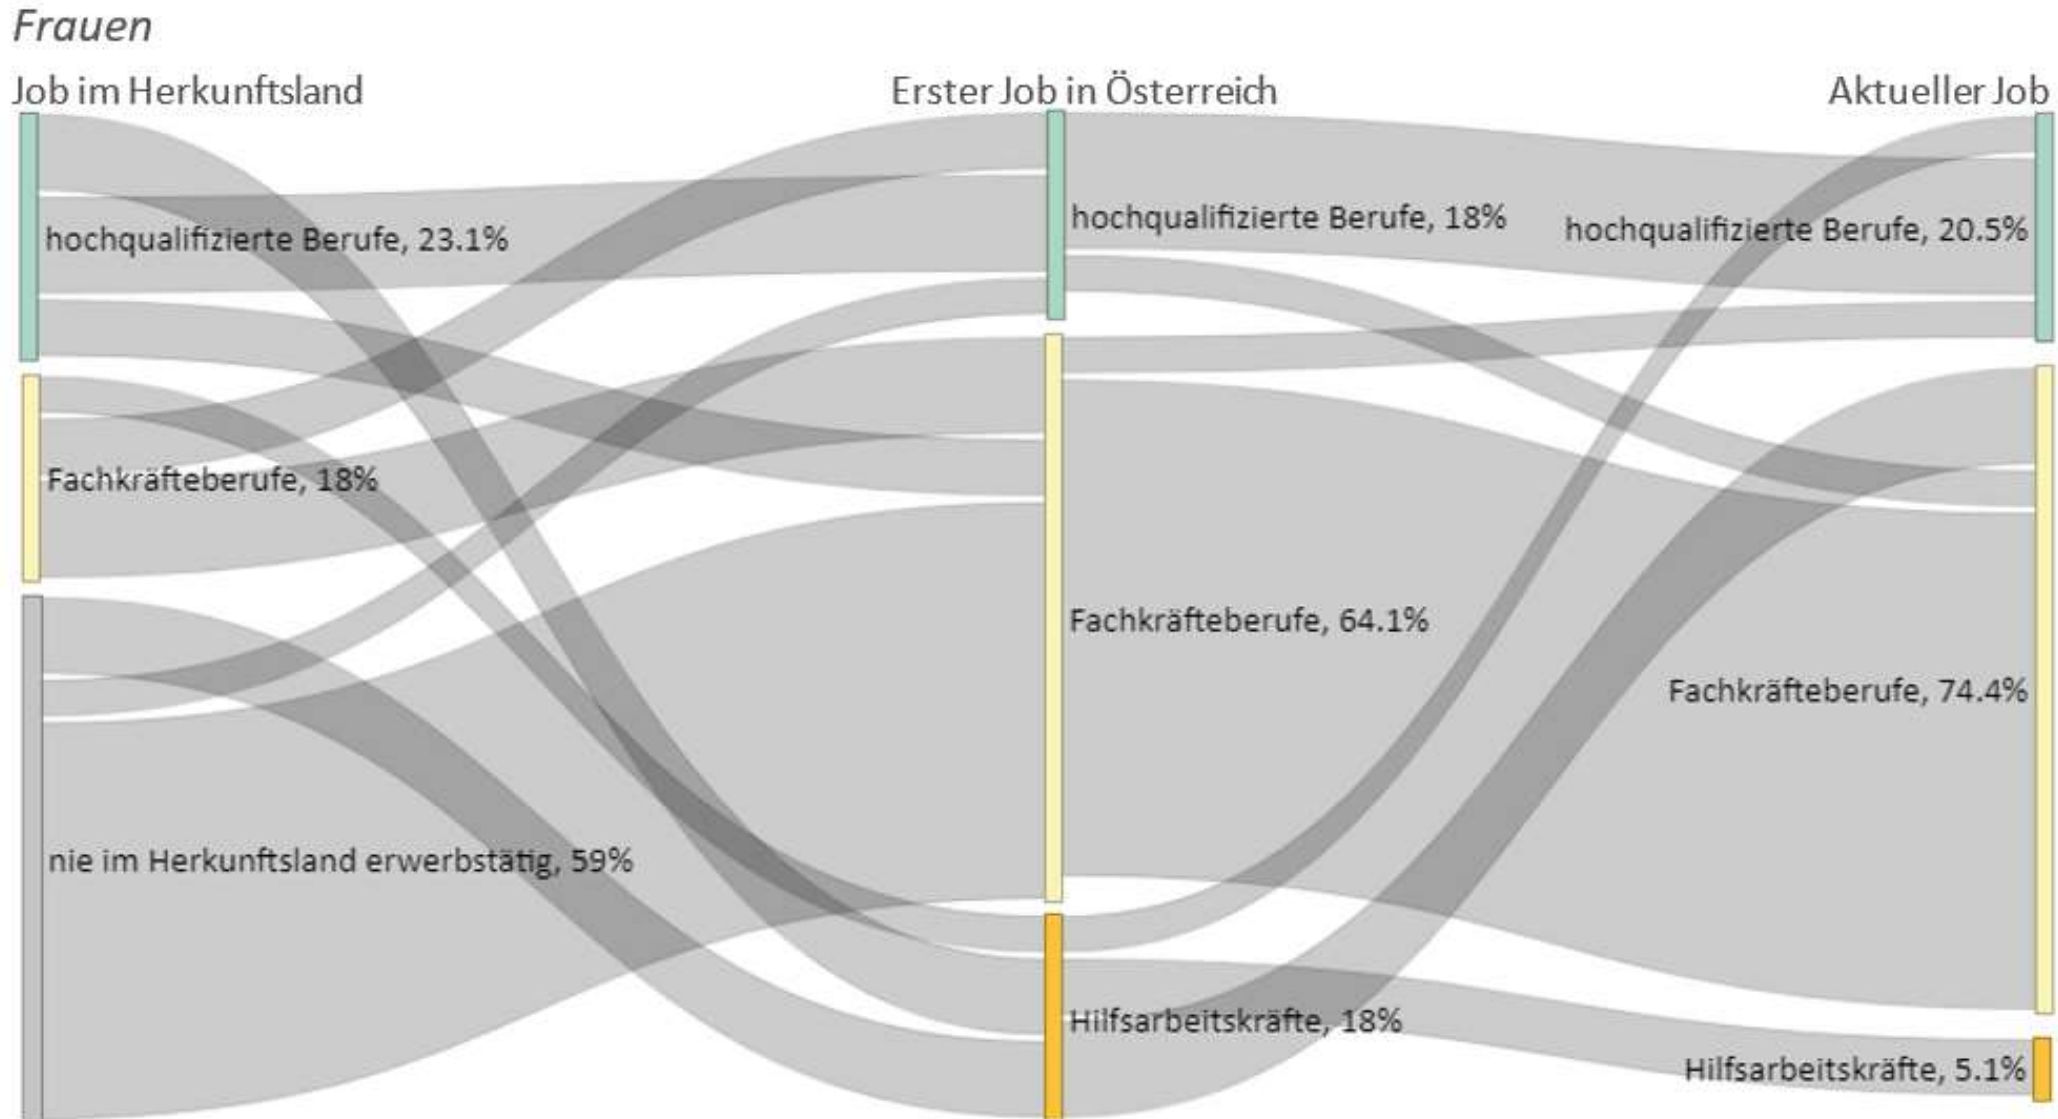 Frauen
Job im Herkunftsland
Erster Job in Österreich
Aktueller Job
hochqualifizierte Berufe, 23.1%
hochqualifizierte Berufe, 18%
hochqualifizierte Berufe, 20.5%
Fachkräfteberufe, 18%
Fachkräfteberufe, 64.1%
Fachkräfteberufe, 74.4%
nie im Herkunftsland erwerbstätig, 59%
Hilfsarbeitskräfte, 18%
Hilfsarbeitskräfte, 5.1%